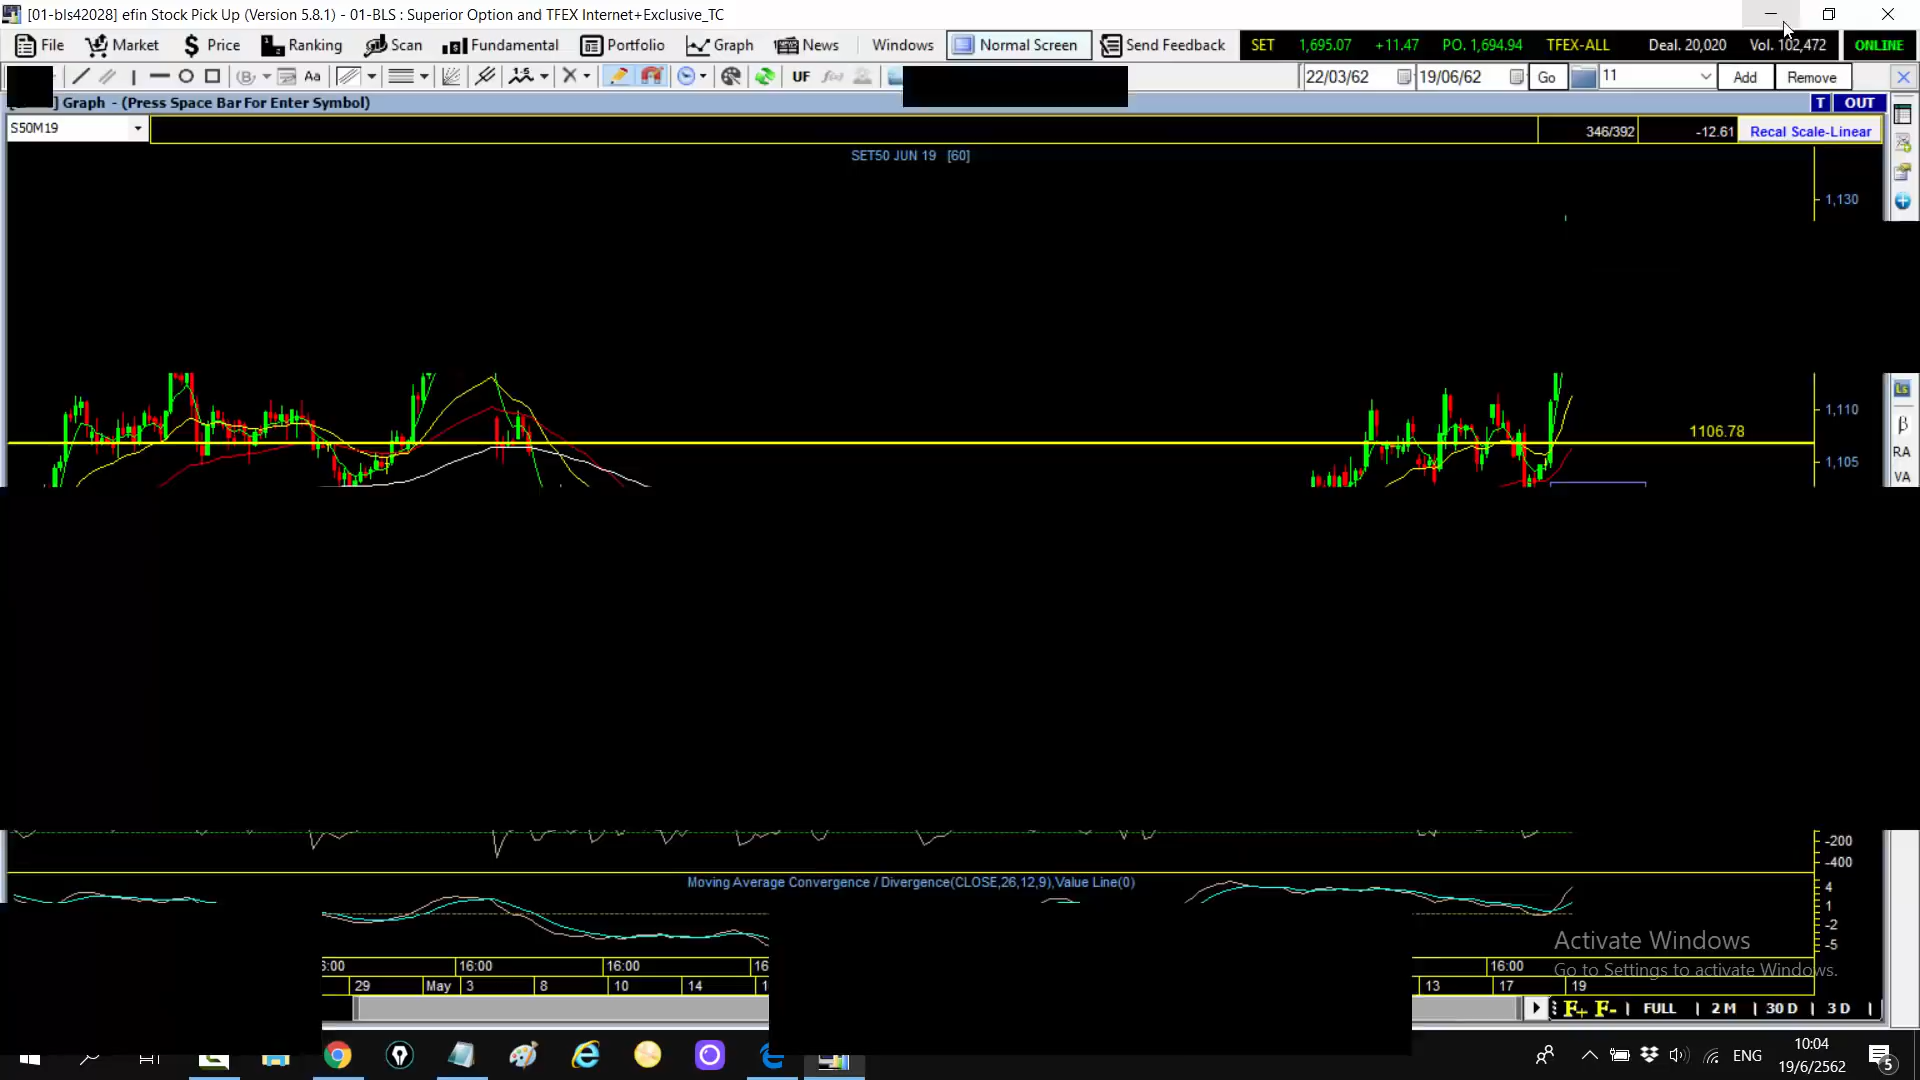 [01-bls42028] efin Stock Pick Up (Version 5.8.1) - 01-BLS : Superior Option and TFEX Internet+Exclusive_TC
File Market Price Ranking Scan Fundamental Portfolio Graph News Windows Normal Screen Send Feedback SET 1,695.07 +11.47 PO. 1,694.94 TFEX-ALL Deal. 20,020 Vol. 102,472 ONLINE
Aa UF 22/03/62 19/06/62 Go 11 Add Remove
] Graph - (Press Space Bar For Enter Symbol) T OUT
S50M19 346/392 -12.61 Recal Scale-Linear
SET50 JUN 19 [60]
1,130
1,110
1106.78
β
1,105
RA
VA
-200
-400
Moving Average Convergence / Divergence(CLOSE,26,12,9),Value Line(0)
4
1
-2
-5
Activate Windows
Go to Settings to activate Windows.
16:00 16:00 16 16:00
29 May 3 8 10 14 13 17 19
F+ F- | FULL | 2 M | 30 D | 3 D |
ENG
10:04
19/6/2562
5